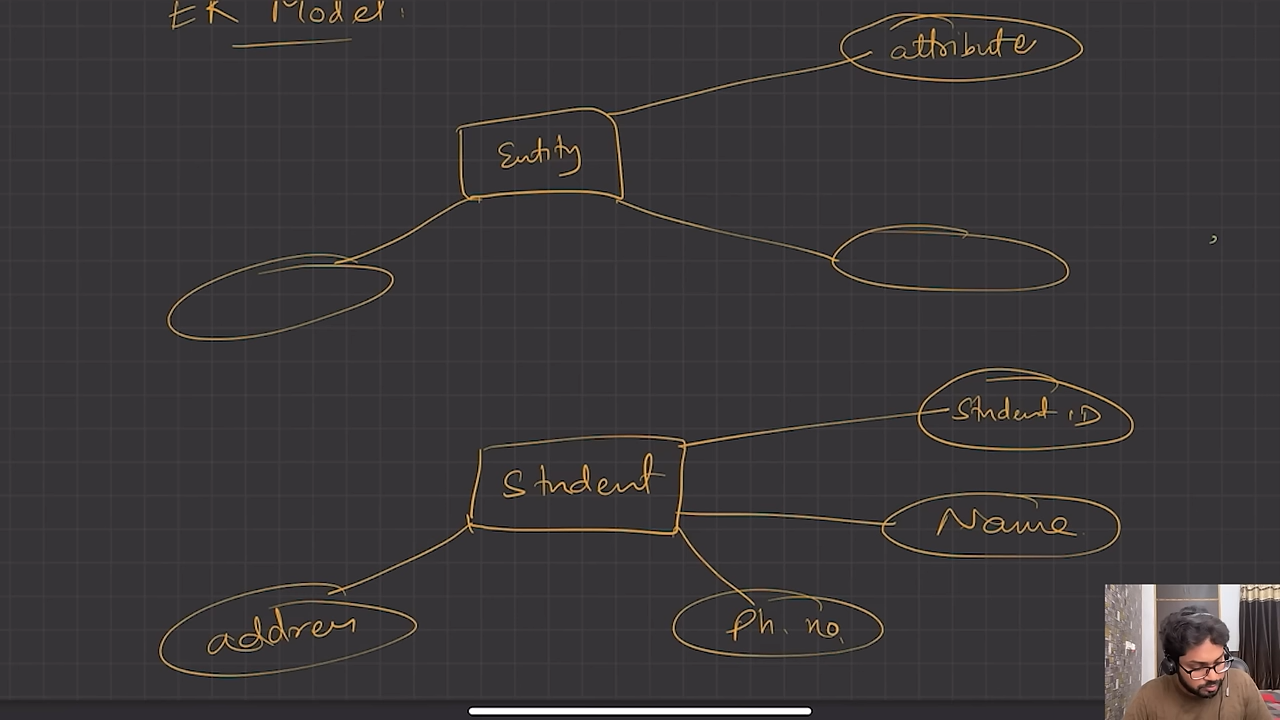 ER Model:
attribute
Entity
Student ID
Student
Name
address
Ph. no.